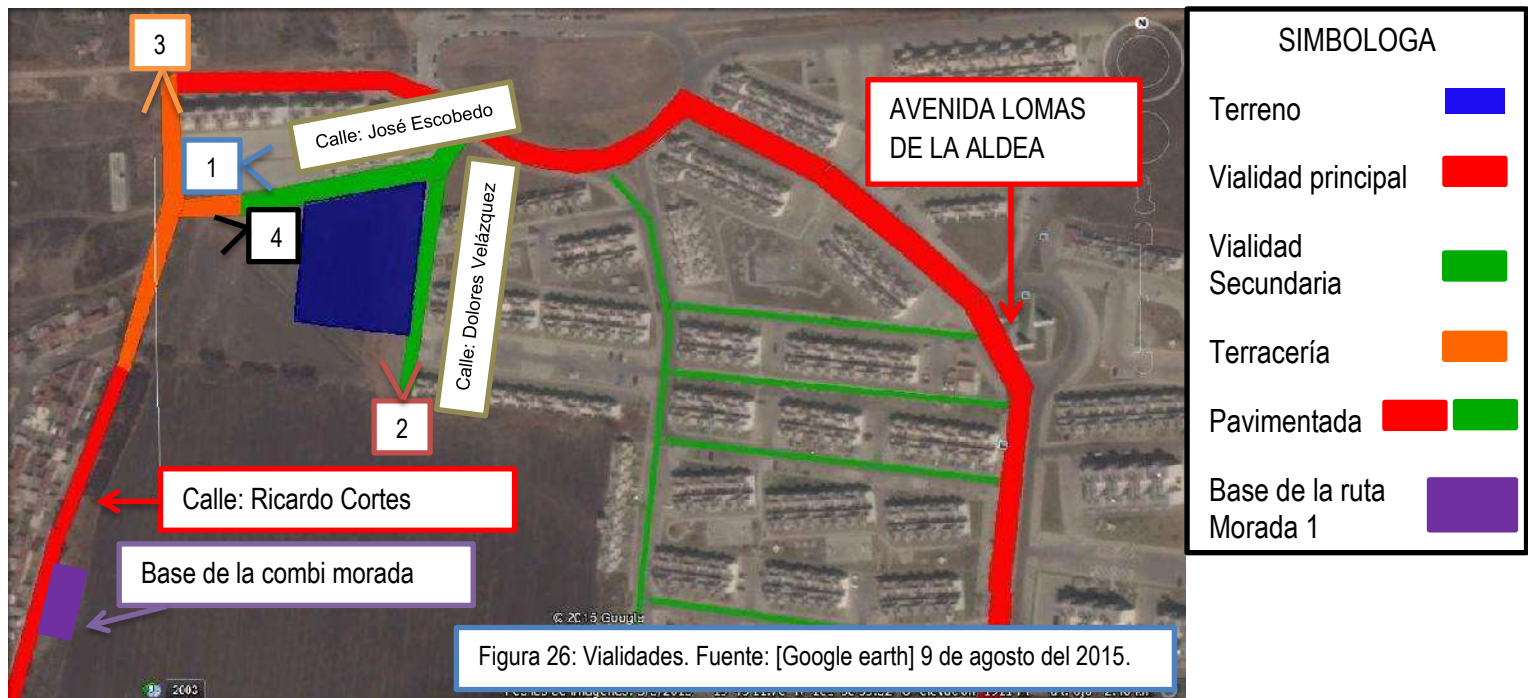 3
1
Calle: José Escobedo
4
Calle: Dolores Velázquez
2
AVENIDA LOMAS
DE LA ALDEA
N
Calle: Ricardo Cortes
Base de la combi morada
© 2015 Google
Figura 26: Vialidades. Fuente: [Google earth] 9 de agosto del 2015.
2003
SIMBOLOGA
Terreno
Vialidad principal
Vialidad
Secundaria
Terracería
Pavimentada
Base de la ruta
Morada 1